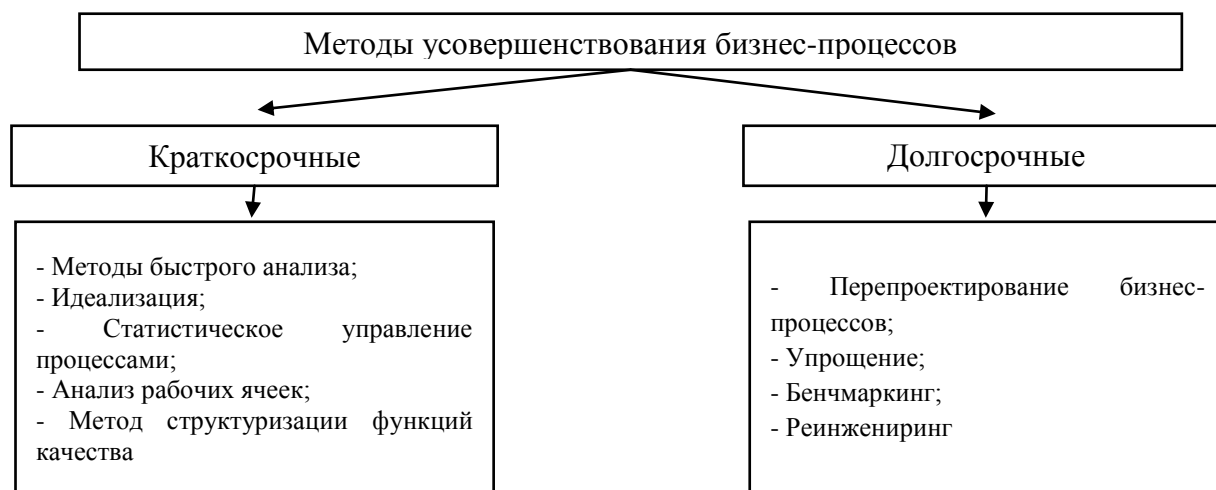 Методы усовершенствования бизнес-процессов
Краткосрочные
Долгосрочные
- Методы быстрого анализа;
- Идеализация;
- Статистическое управление
процессами;
- Анализ рабочих ячеек;
- Метод структуризации функций
качества
- Перепроектирование бизнес-
процессов;
- Упрощение;
- Бенчмаркинг;
- Реинжениринг